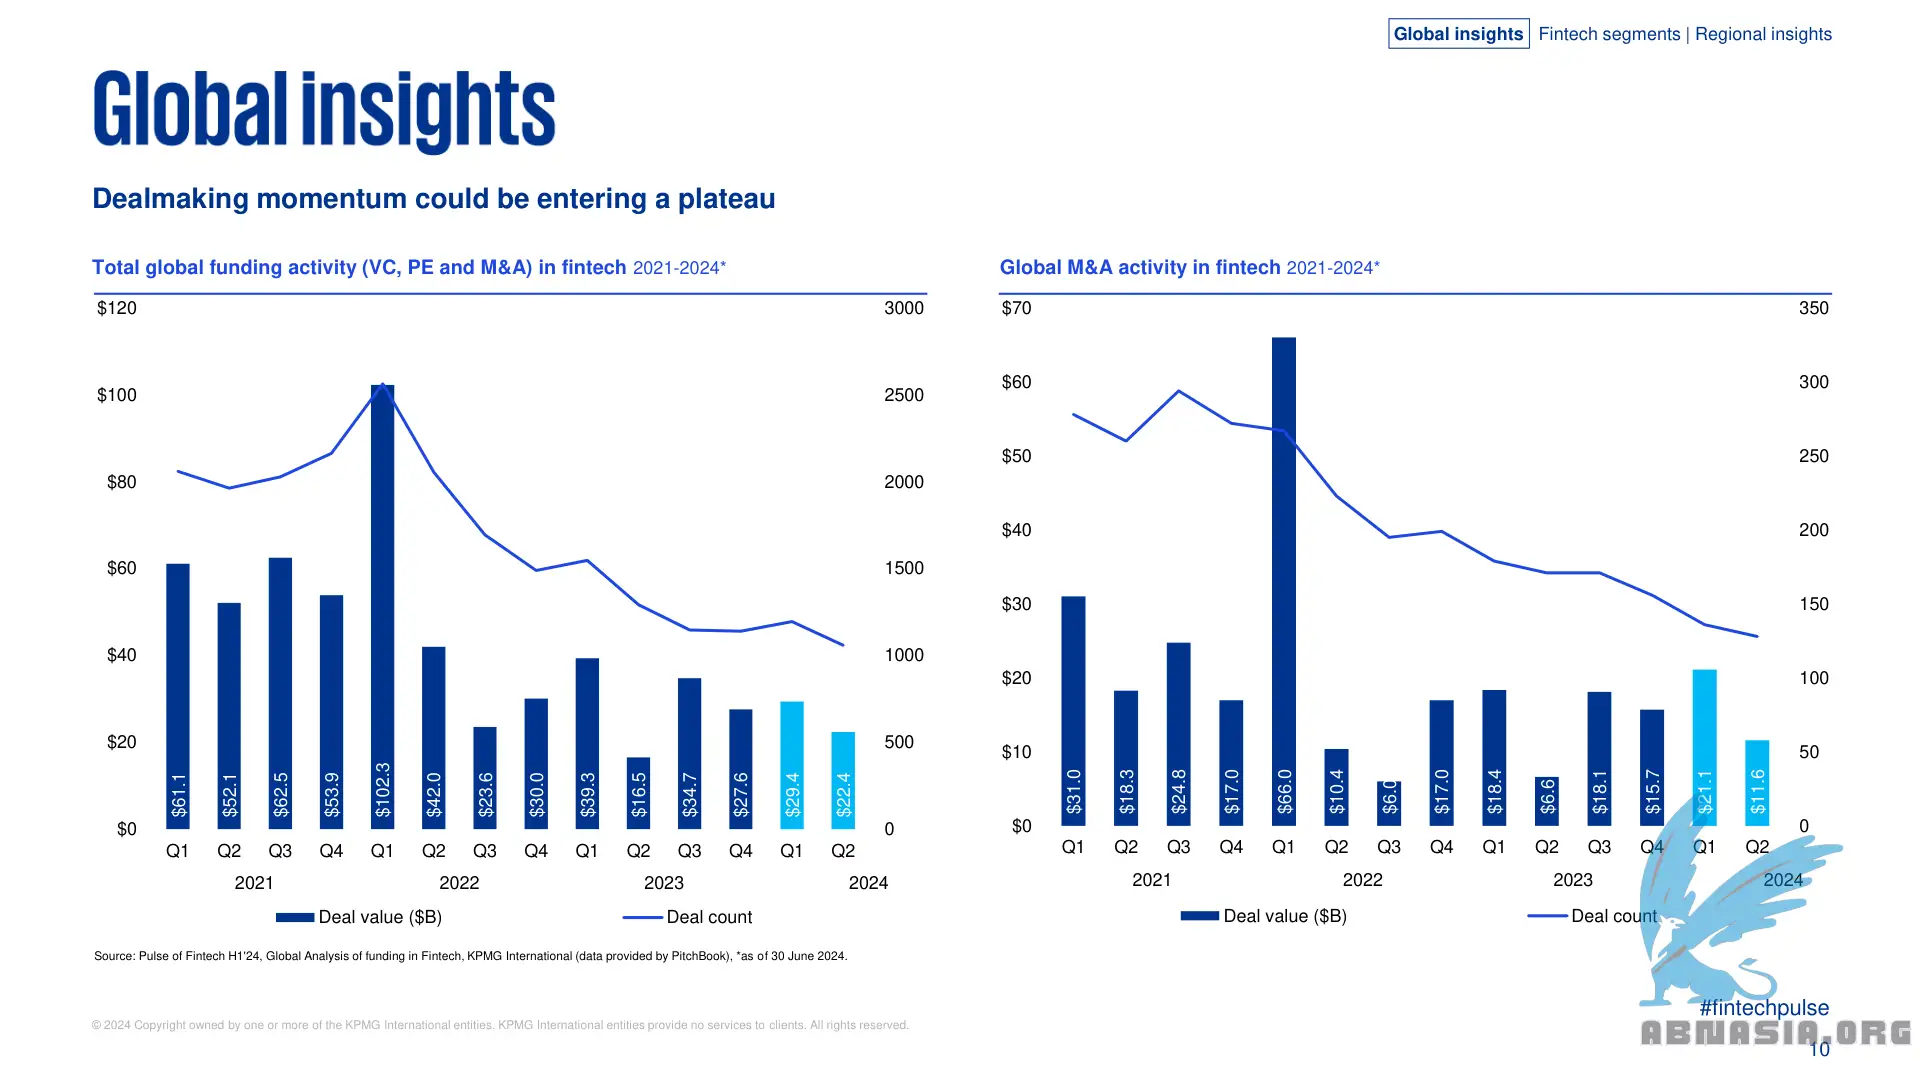 Global insights Fintech segments | Regional insights
Global insights
Dealmaking momentum could be entering a plateau
Total global funding activity (VC, PE and M&A) in fintech 2021-2024*
$120 3000
$100 2500
$80 2000
$60 1500
$40 1000
$20 500
$0 0
$61.1 $52.1 $62.5 $53.9 $102.3 $42.0 $23.6 $30.0 $39.3 $16.5 $34.7 $27.6 $29.4 $22.4
Q1 Q2 Q3 Q4 Q1 Q2 Q3 Q4 Q1 Q2 Q3 Q4 Q1 Q2
2021 2022 2023 2024
Deal value ($B) Deal count
Global M&A activity in fintech 2021-2024*
$70 350
$60 300
$50 250
$40 200
$30 150
$20 100
$10 50
$0 0
$31.0 $18.3 $24.8 $17.0 $66.0 $10.4 $6.0 $17.0 $18.4 $6.6 $18.1 $15.7 $21.1 $11.6
Q1 Q2 Q3 Q4 Q1 Q2 Q3 Q4 Q1 Q2 Q3 Q4 Q1 Q2
2021 2022 2023 2024
Deal value ($B) Deal count
Source: Pulse of Fintech H1'24, Global Analysis of funding in Fintech, KPMG International (data provided by PitchBook), *as of 30 June 2024.
© 2024 Copyright owned by one or more of the KPMG International entities. KPMG International entities provide no services to clients. All rights reserved.
#fintechpulse
ABNASIA.ORG
10